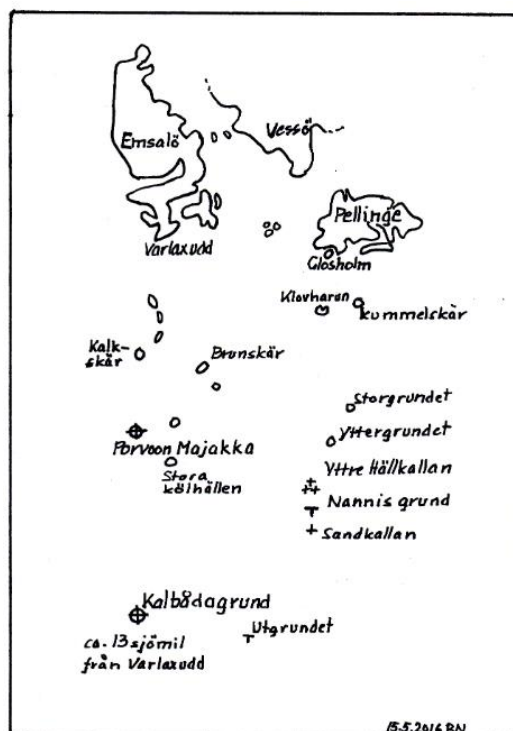 Emsalö
Vessö
Pellinge
Varlaxudd
Glosholm
Klovharun
Kummelskär
Kalk-
skär
Brunskär
Storgrundet
Yttergrundet
Porvoon Majakka
Stora
kölhällen
Yttre Hällkallan
Nannis grund
Sandkallan
Kalbådagrund
Utgrundet
ca. 13 sjömil
från Varlaxudd
15.5.2016 BN